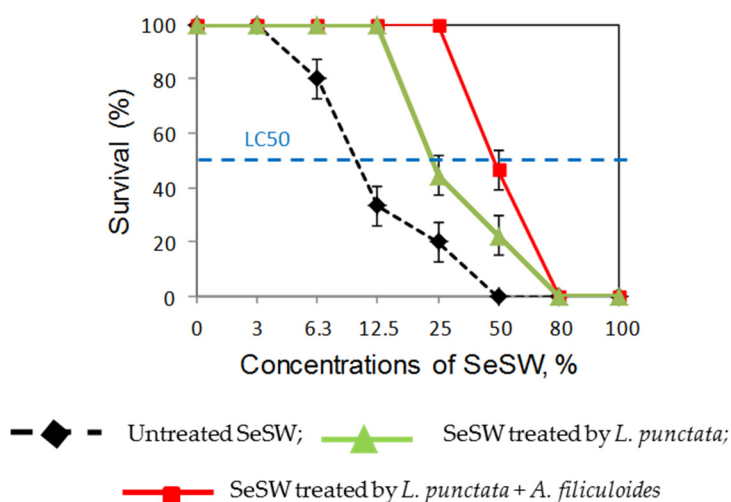 100
80
60
40
20
0
Survival (%)
LC50
0 3 6.3 12.5 25 50 80 100
Concentrations of SeSW, %
Untreated SeSW; SeSW treated by L. punctata;
SeSW treated by L. punctata + A. filiculoides